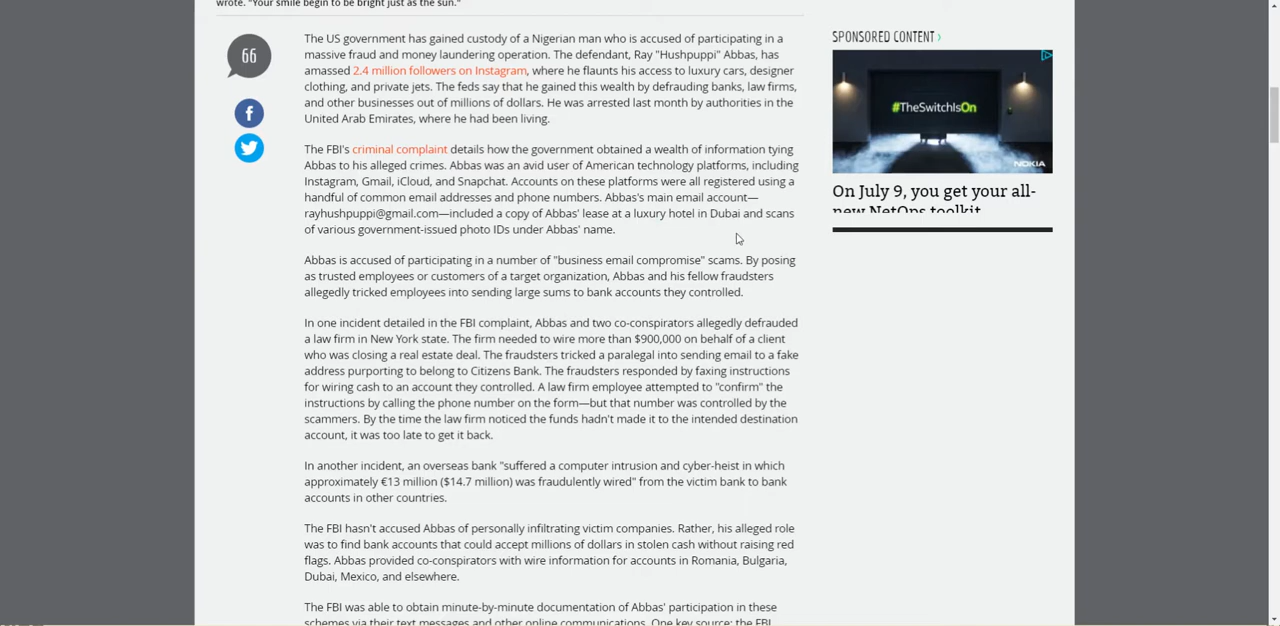 wrote. "Your smile begin to be bright just as the sun."
66
The US government has gained custody of a Nigerian man who is accused of participating in a
massive fraud and money laundering operation. The defendant, Ray "Hushpuppi" Abbas, has
amassed 2.4 million followers on Instagram, where he flaunts his access to luxury cars, designer
clothing, and private jets. The feds say that he gained this wealth by defrauding banks, law firms,
and other businesses out of millions of dollars. He was arrested last month by authorities in the
United Arab Emirates, where he had been living.
The FBI's criminal complaint details how the government obtained a wealth of information tying
Abbas to his alleged crimes. Abbas was an avid user of American technology platforms, including
Instagram, Gmail, iCloud, and Snapchat. Accounts on these platforms were all registered using a
handful of common email addresses and phone numbers. Abbas's main email account—
rayhushpuppi@gmail.com—included a copy of Abbas' lease at a luxury hotel in Dubai and scans
of various government-issued photo IDs under Abbas' name.
Abbas is accused of participating in a number of "business email compromise" scams. By posing
as trusted employees or customers of a target organization, Abbas and his fellow fraudsters
allegedly tricked employees into sending large sums to bank accounts they controlled.
In one incident detailed in the FBI complaint, Abbas and two co-conspirators allegedly defrauded
a law firm in New York state. The firm needed to wire more than $900,000 on behalf of a client
who was closing a real estate deal. The fraudsters tricked a paralegal into sending email to a fake
address purporting to belong to Citizens Bank. The fraudsters responded by faxing instructions
for wiring cash to an account they controlled. A law firm employee attempted to "confirm" the
instructions by calling the phone number on the form—but that number was controlled by the
scammers. By the time the law firm noticed the funds hadn't made it to the intended destination
account, it was too late to get it back.
In another incident, an overseas bank "suffered a computer intrusion and cyber-heist in which
approximately €13 million ($14.7 million) was fraudulently wired" from the victim bank to bank
accounts in other countries.
The FBI hasn't accused Abbas of personally infiltrating victim companies. Rather, his alleged role
was to find bank accounts that could accept millions of dollars in stolen cash without raising red
flags. Abbas provided co-conspirators with wire information for accounts in Romania, Bulgaria,
Dubai, Mexico, and elsewhere.
The FBI was able to obtain minute-by-minute documentation of Abbas' participation in these
schemes via their text messages and other online communications. One key source: the FBI
SPONSORED CONTENT ›
#TheSwitchIsOn
NOKIA
On July 9, you get your all-
new NetOps toolkit